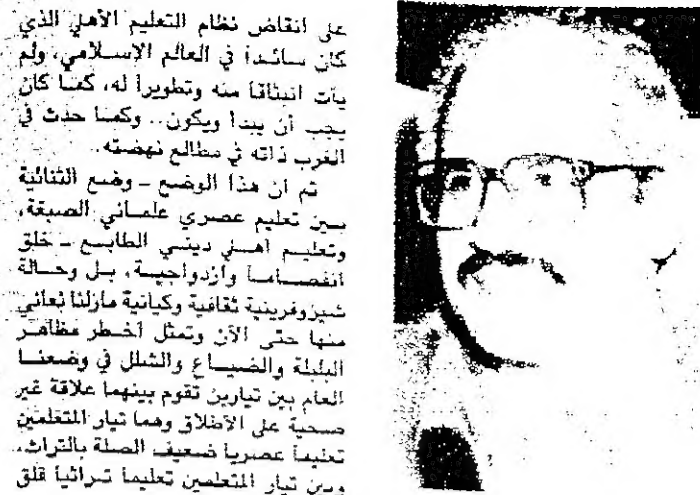 على انقاض نظام التعليم الأهلي الذي
كان سائداً في العالم الإسلامي، ولم
يأت انبثاقا منه وتطويراً له، كما كان
يجب أن يبدأ ويكون.. وكما حدث في
الغرب ذاته في مطالع نهضته.
ثم ان هذا الوضع - وضع الثنائية
بين تعليم عصري علماني الصبغة،
وتعليم اهلي ديني الطابع - خلق
انفصاماً وازدواجية، بل وحالة
شيزوفرينية ثقافية وكيانية مازلنا نعاني
منها حتى الآن وتمثل اخطر مظاهر
البلبلة والضياع والشلل في وضعنا
العام بين تيارين تقوم بينهما علاقة غير
صحية على الاطلاق وهما تيار المتعلمين
تعليماً عصريا ضعيف الصلة بالتراث،
وبين تيار المتعلمين تعليما تراثيا قلق